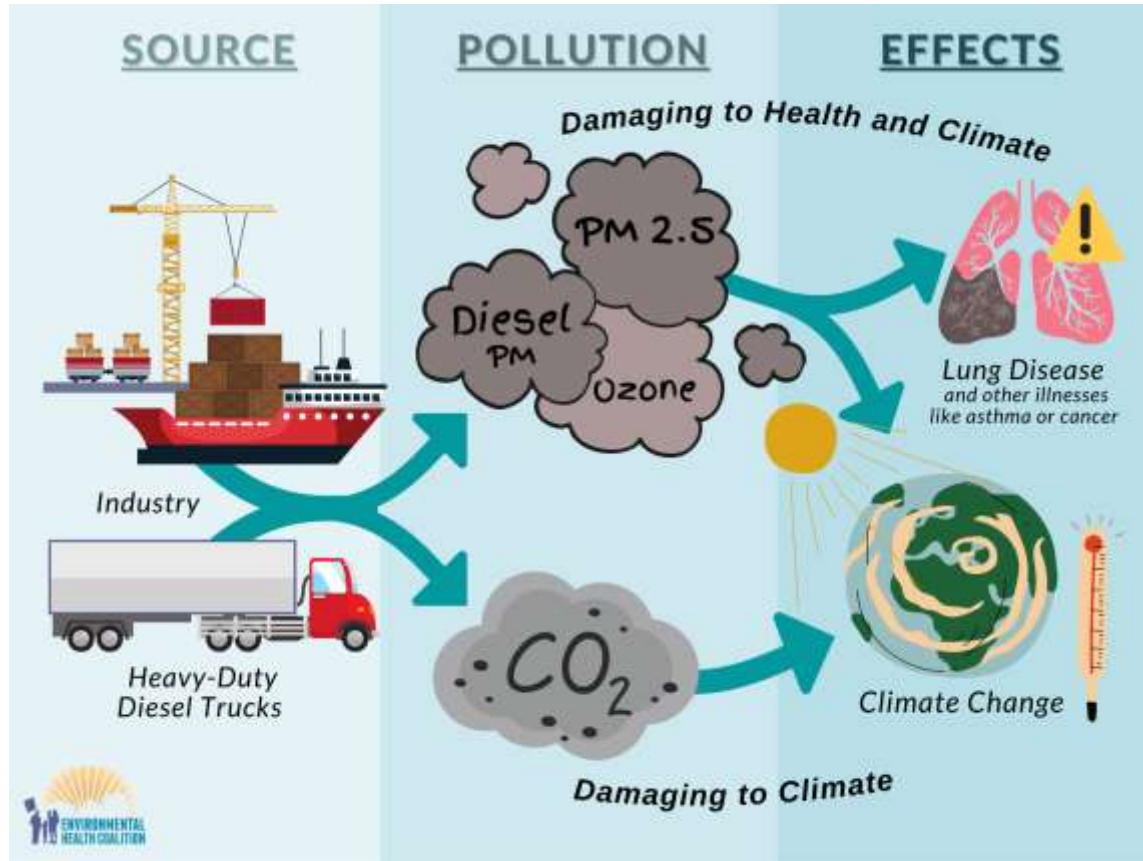 SOURCE
POLLUTION
EFFECTS
Damaging to Health and Climate
PM 2.5
Diesel
PM
Ozone
Lung Disease
and other illnesses
like asthma or cancer
Industry
Heavy-Duty
Diesel Trucks
CO₂
Climate Change
Damaging to Climate
ENVIRONMENTAL
HEALTH COALITION